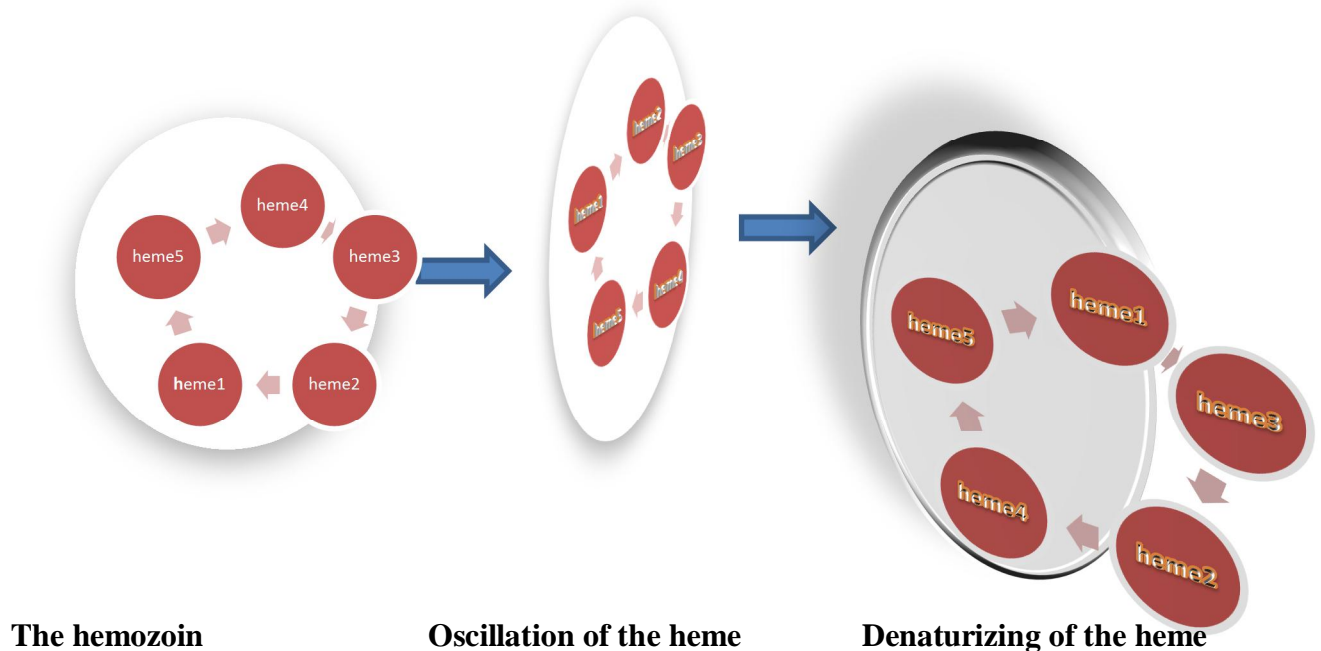 heme4
heme5
heme3
heme1
heme2
heme2
heme3
heme1
heme4
heme5
heme1
heme5
heme3
heme4
heme2
The hemozoin
Oscillation of the heme
Denaturizing of the heme